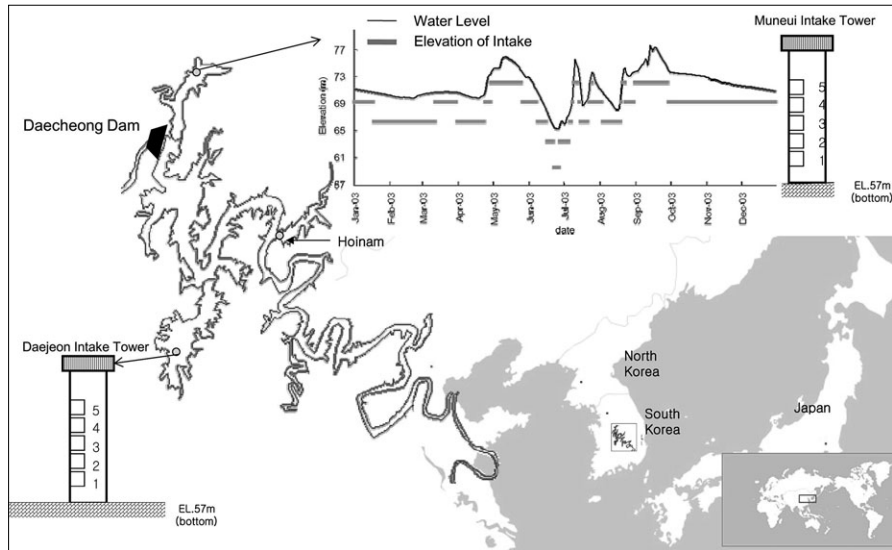 Water Level
Elevation of Intake
Muneui Intake Tower
Elevation (m)
77
73
69
65
61
57
Jan-03
Feb-03
Mar-03
Apr-03
May-03
Jun-03
Jul-03
Aug-03
Sep-03
Oct-03
Nov-03
Dec-03
date
5
4
3
2
1
EL.57m
(bottom)
Daecheong Dam
Hoinam
Daejeon Intake Tower
5
4
3
2
1
EL.57m
(bottom)
North
Korea
South
Korea
Japan